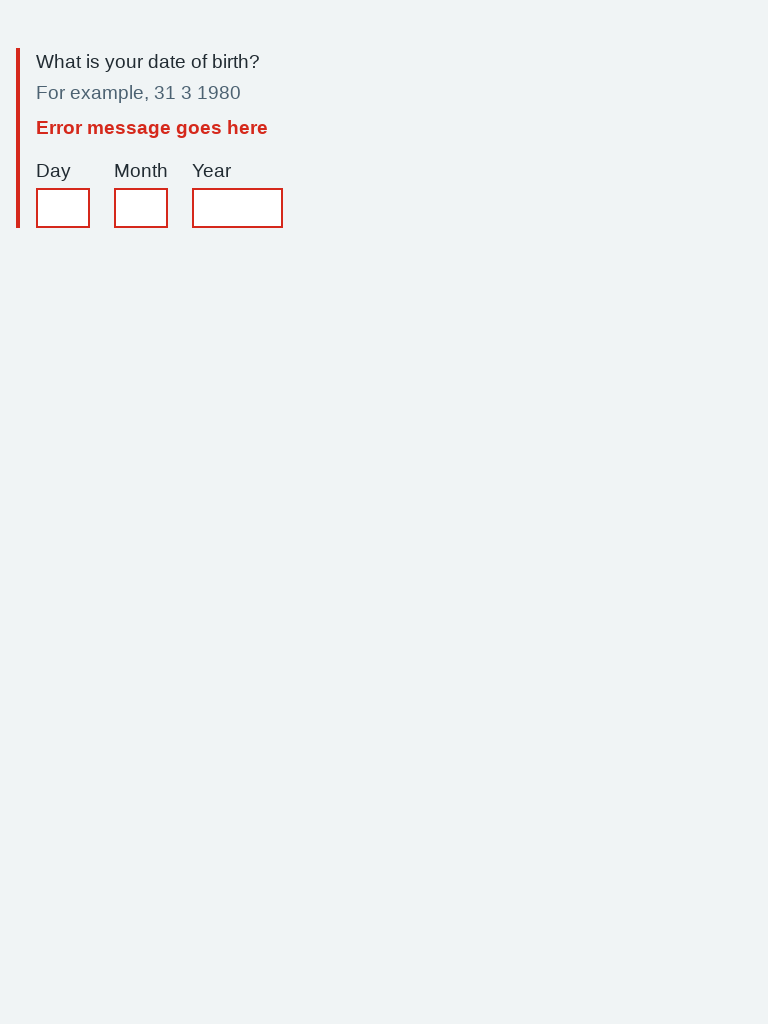 What is your date of birth?
For example, 31 3 1980
Error message goes here
Day Month Year